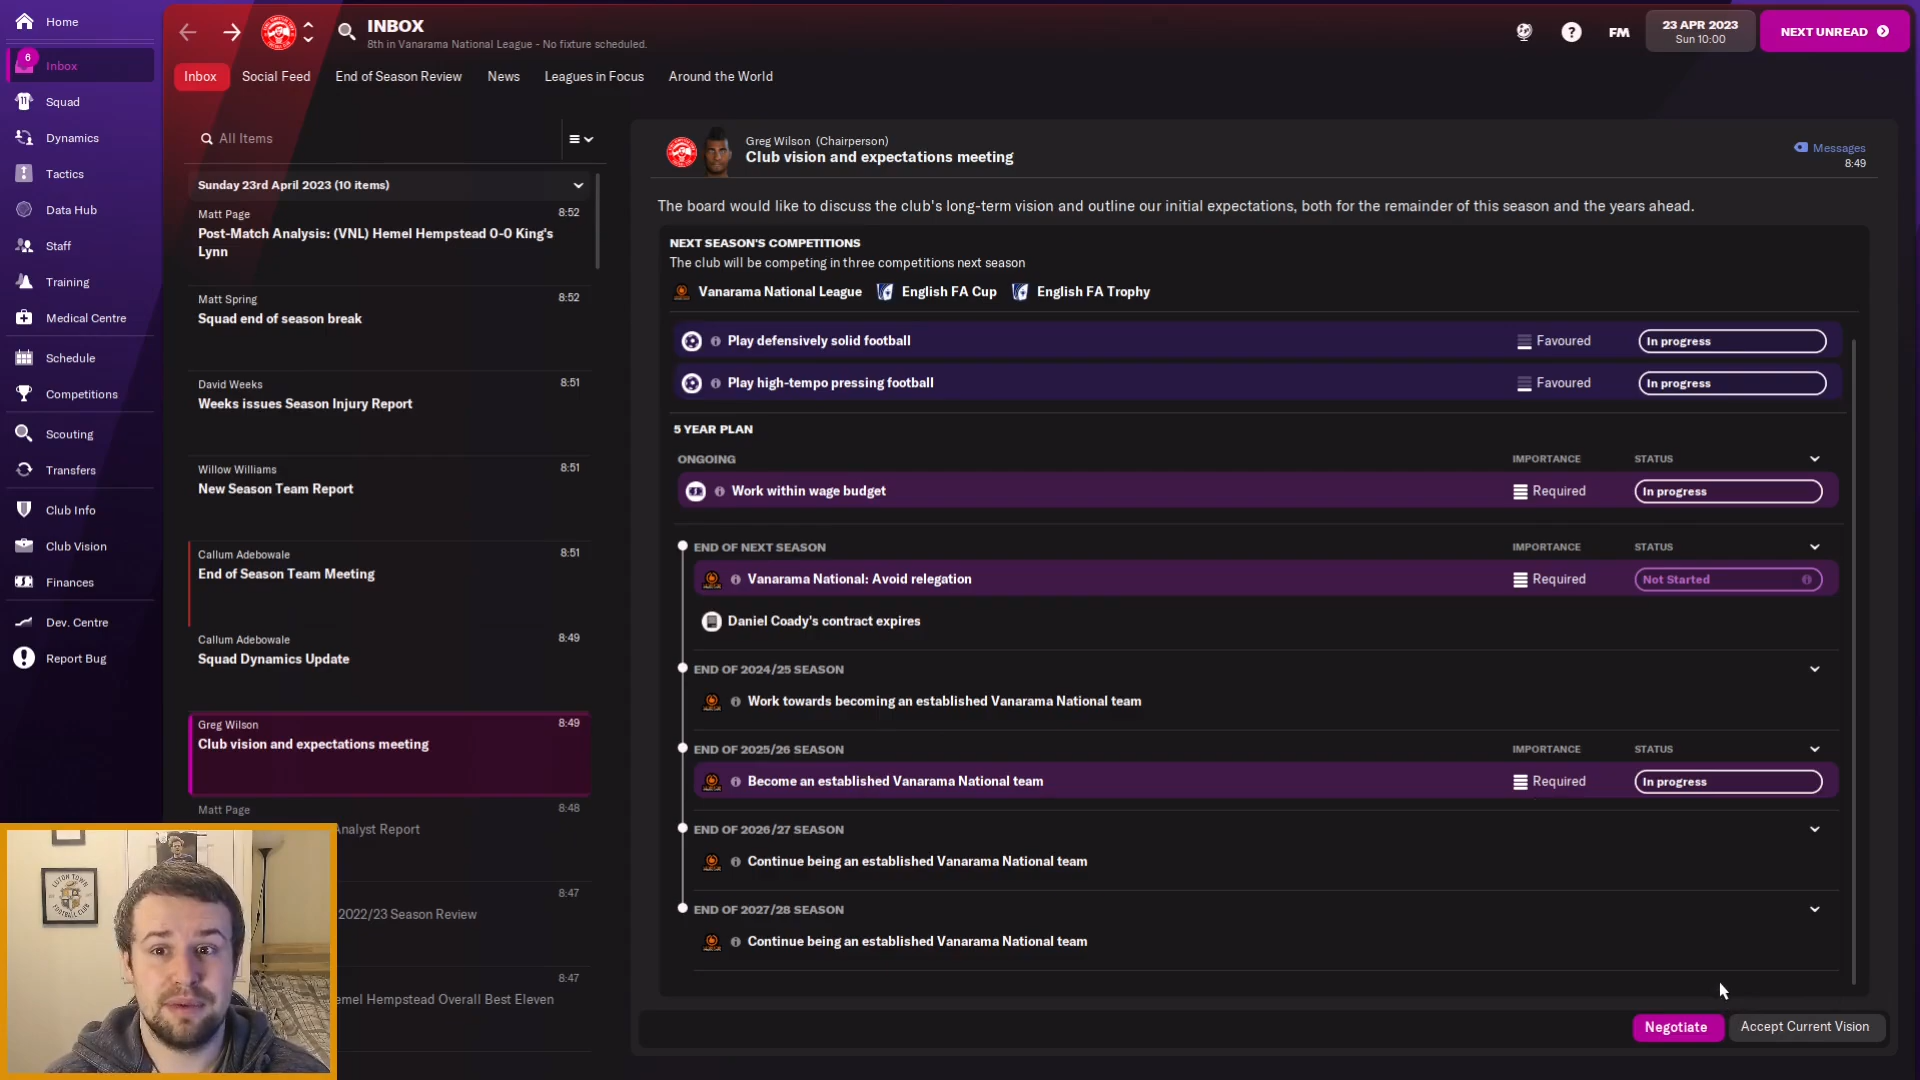 Home
6
Inbox
Squad
Dynamics
Tactics
Data Hub
Staff
Training
Medical Centre
Schedule
Competitions
Scouting
Transfers
Club Info
Club Vision
Finances
Dev. Centre
Report Bug
INBOX
8th in Vanarama National League - No fixture scheduled.
FM
23 APR 2023
Sun 10:00
NEXT UNREAD
Inbox Social Feed End of Season Review News Leagues in Focus Around the World
All Items
Sunday 23rd April 2023 (10 items)
Matt Page 8:52
Post-Match Analysis: (VNL) Hemel Hempstead 0-0 King's
Lynn
Matt Spring 8:52
Squad end of season break
David Weeks 8:51
Weeks issues Season Injury Report
Willow Williams 8:51
New Season Team Report
Callum Adebowale 8:51
End of Season Team Meeting
Callum Adebowale 8:49
Squad Dynamics Update
Greg Wilson 8:49
Club vision and expectations meeting
Matt Page 8:48
Analyst Report
8:47
2022/23 Season Review
8:47
emel Hempstead Overall Best Eleven
LUTON TOWN
FOOTBALL CLUB
Greg Wilson (Chairperson)
Club vision and expectations meeting
Messages
8:49
The board would like to discuss the club's long-term vision and outline our initial expectations, both for the remainder of this season and the years ahead.
NEXT SEASON'S COMPETITIONS
The club will be competing in three competitions next season
Vanarama National League English FA Cup English FA Trophy
Play defensively solid football Favoured In progress
Play high-tempo pressing football Favoured In progress
5 YEAR PLAN
ONGOING IMPORTANCE STATUS
Work within wage budget Required In progress
END OF NEXT SEASON IMPORTANCE STATUS
Vanarama National: Avoid relegation Required Not Started
Daniel Coady's contract expires
END OF 2024/25 SEASON
Work towards becoming an established Vanarama National team
END OF 2025/26 SEASON IMPORTANCE STATUS
Become an established Vanarama National team Required In progress
END OF 2026/27 SEASON
Continue being an established Vanarama National team
END OF 2027/28 SEASON
Continue being an established Vanarama National team
Negotiate Accept Current Vision